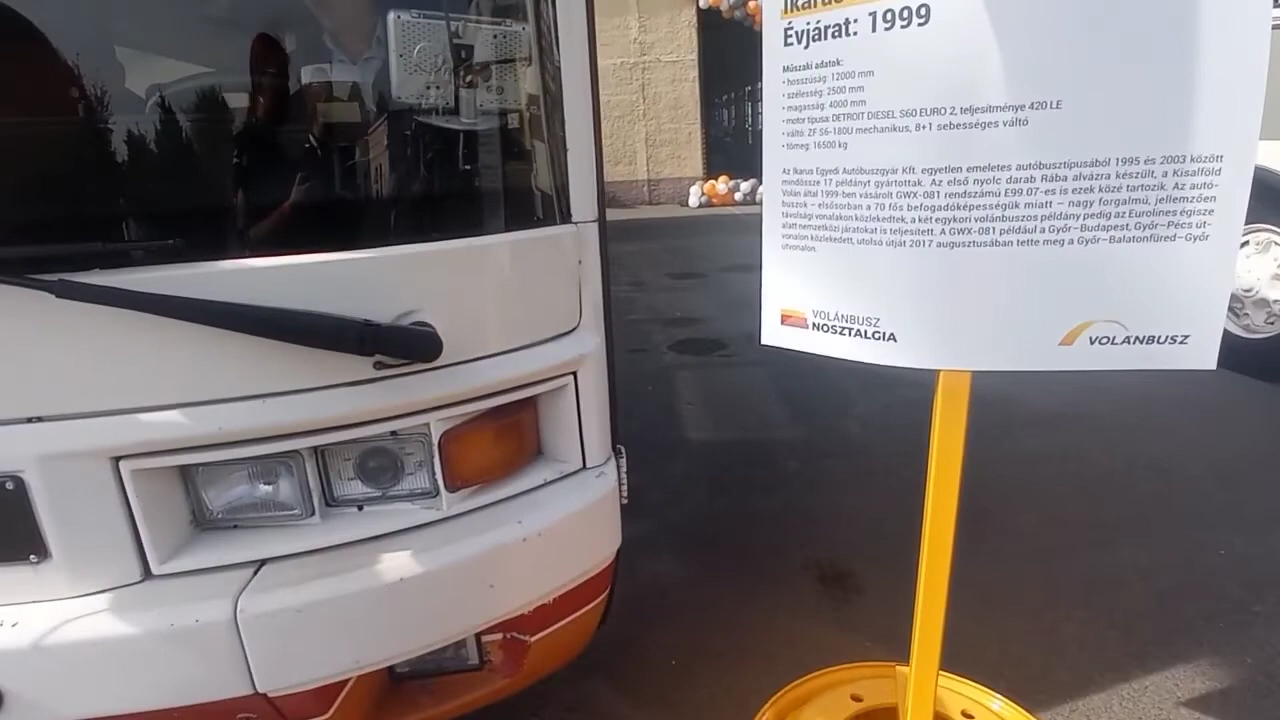 Ikarus
Évjárat: 1999
Műszaki adatok:
• hosszúság: 12000 mm
• szélesség: 2500 mm
• magasság: 4000 mm
• motor típusa: DETROIT DIESEL S60 EURO 2, teljesítménye 420 LE
• váltó: ZF S6-180U mechanikus, 8+1 sebességes váltó
• tömeg: 16500 kg
Az Ikarus Egyedi Autóbuszgyár Kft. egyetlen emeletes autóbusztípusából 1995 és 2003 között
mindössze 17 példányt gyártottak. Az első nyolc darab Rába alvázra készült, a Kisalföld
Volán által 1999-ben vásárolt GWX-081 rendszámú E99.07-es is ezek közé tartozik. Az autó-
buszok – elsősorban a 70 fős befogadóképességük miatt – nagy forgalmú, jellemzően
távolsági vonalakon közlekedtek, a két egykori volánbuszos példány pedig az Eurolines égisze
alatt nemzetközi járatokat is teljesített. A GWX-081 például a Győr–Budapest, Győr–Pécs út-
vonalon közlekedett, utolsó útját 2017 augusztusában tette meg a Győr–Balatonfüred–Győr
útvonalon.
VOLÁNBUSZ
NOSZTALGIA
VOLÁNBUSZ